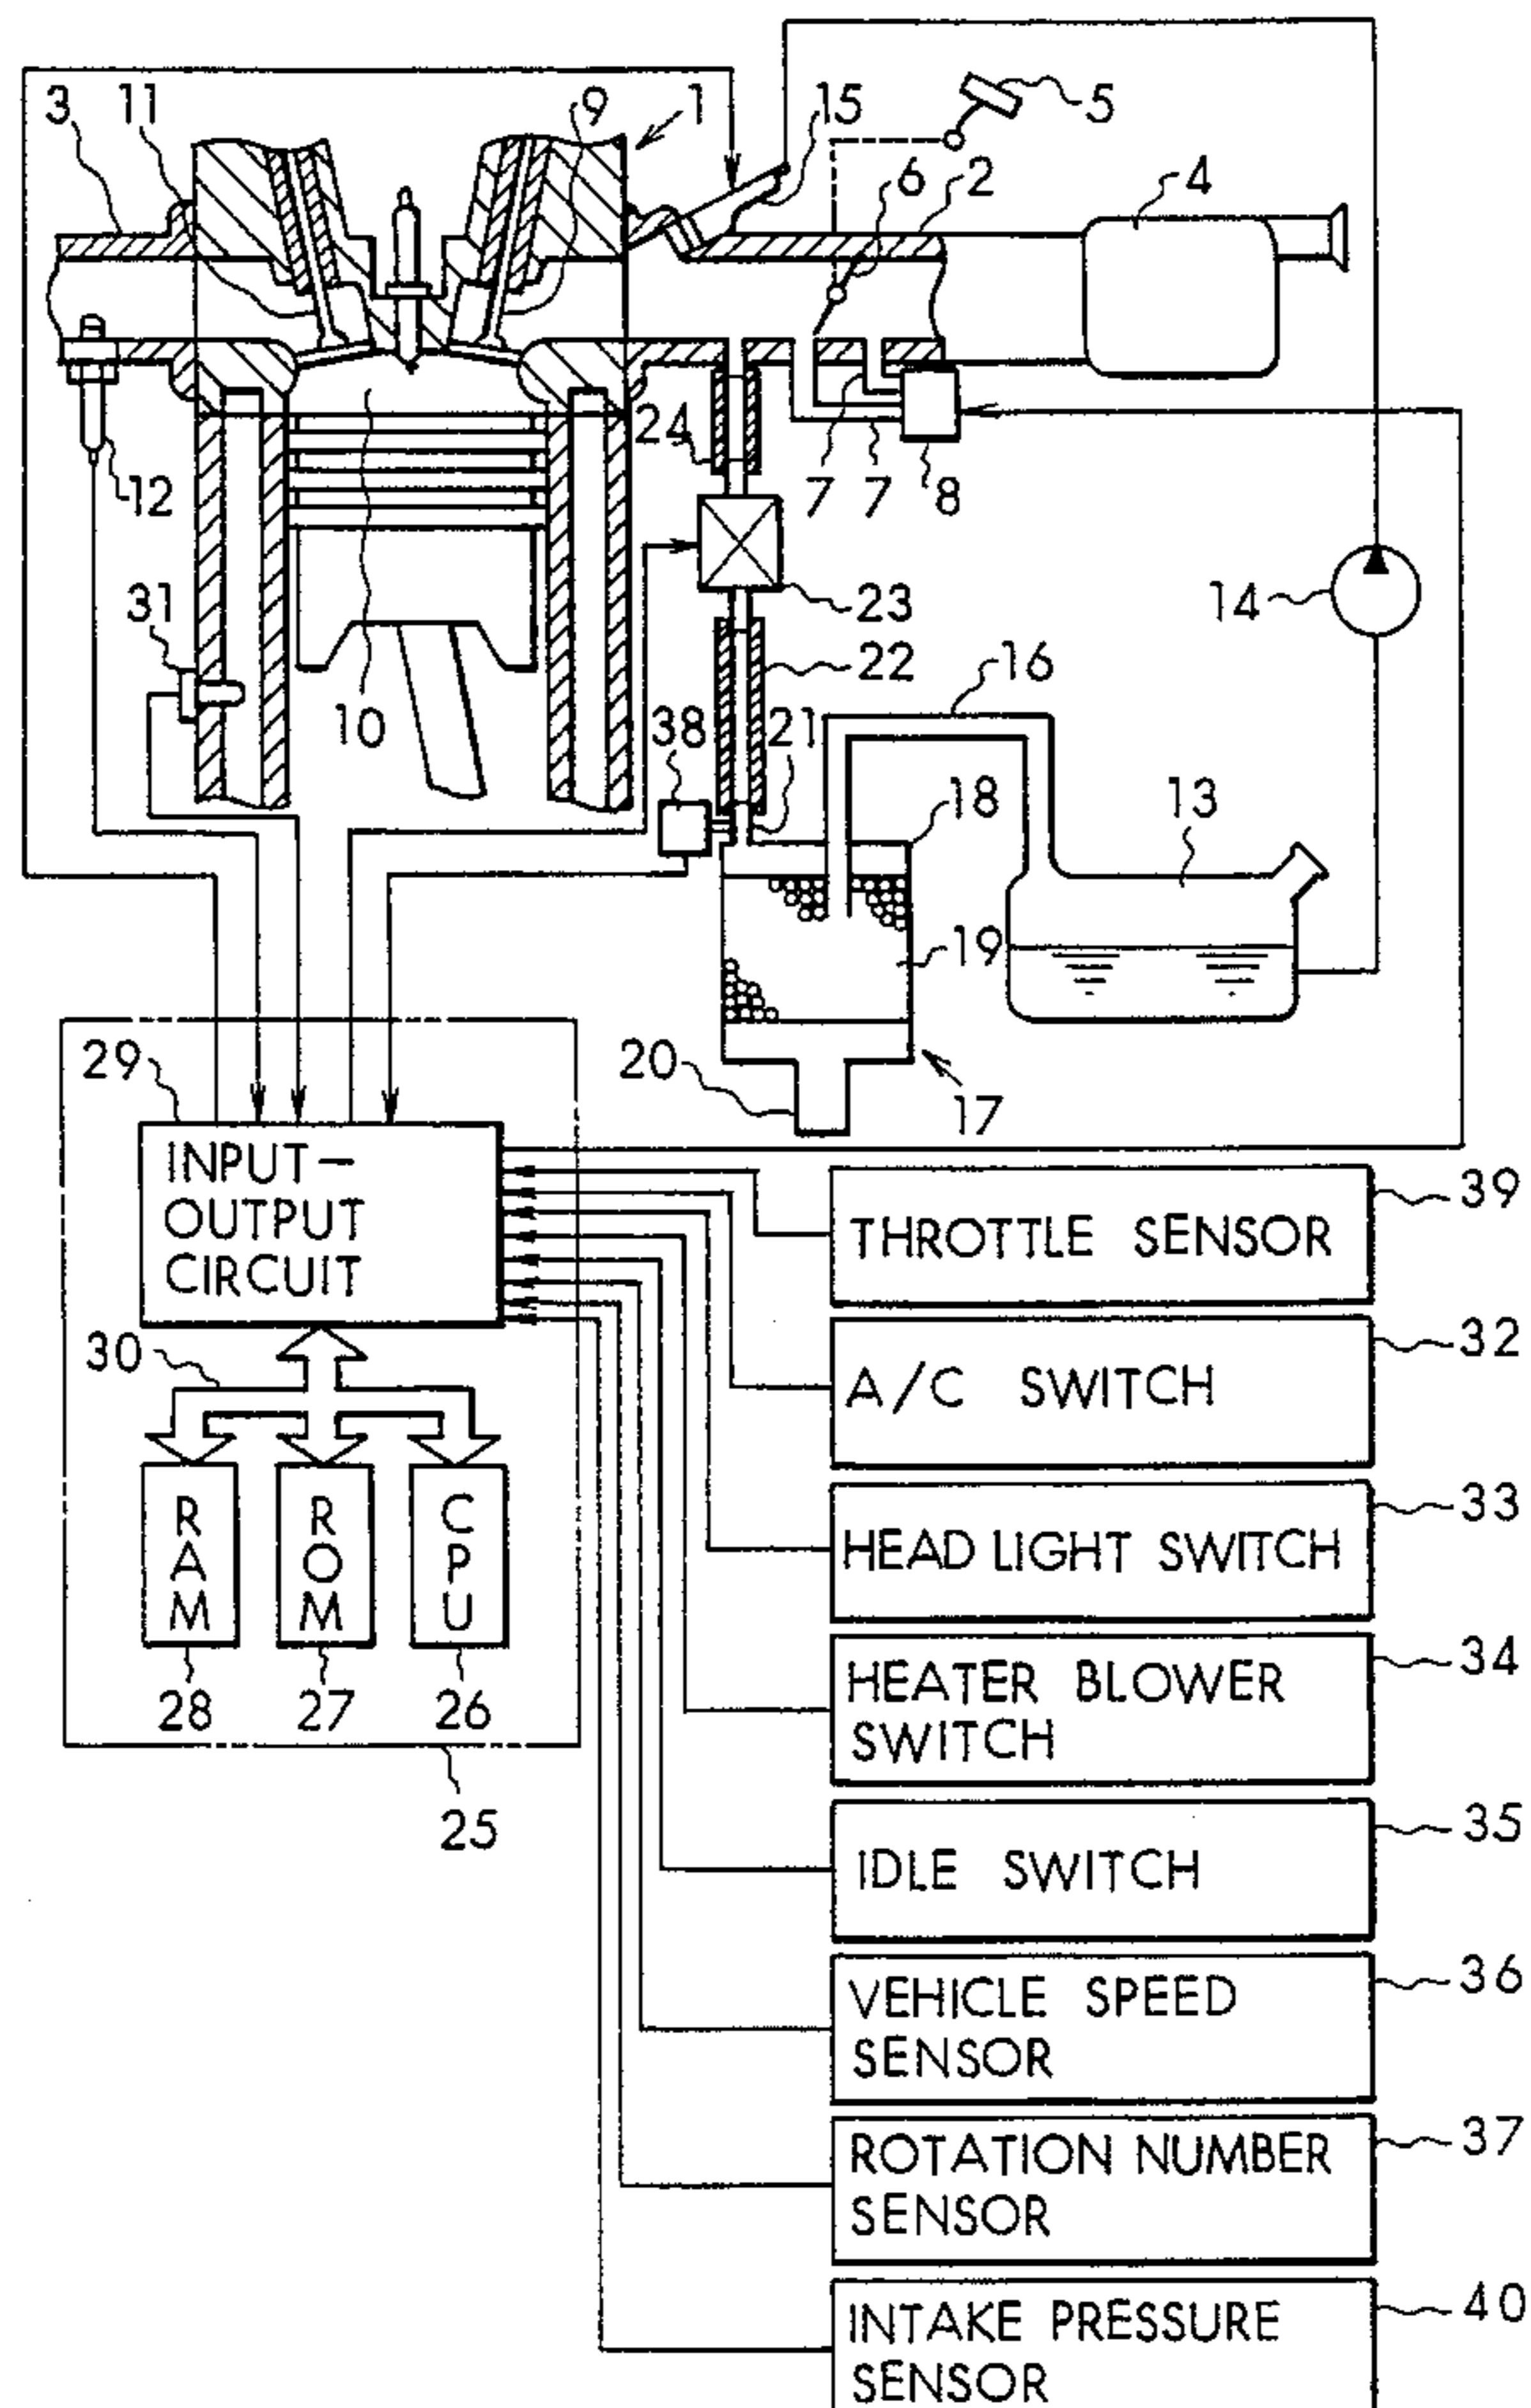 3
11
9
1
15
5
6
2
4
12
24
7
7
8
31
10
23
14
22
16
38
21
18
13
19
20
17
29
INPUT-
OUTPUT
CIRCUIT
30
RAM
ROM
CPU
28
27
26
25
THROTTLE SENSOR
39
A/C SWITCH
32
HEAD LIGHT SWITCH
33
HEATER BLOWER
SWITCH
34
IDLE SWITCH
35
VEHICLE SPEED
SENSOR
36
ROTATION NUMBER
SENSOR
37
INTAKE PRESSURE
SENSOR
40